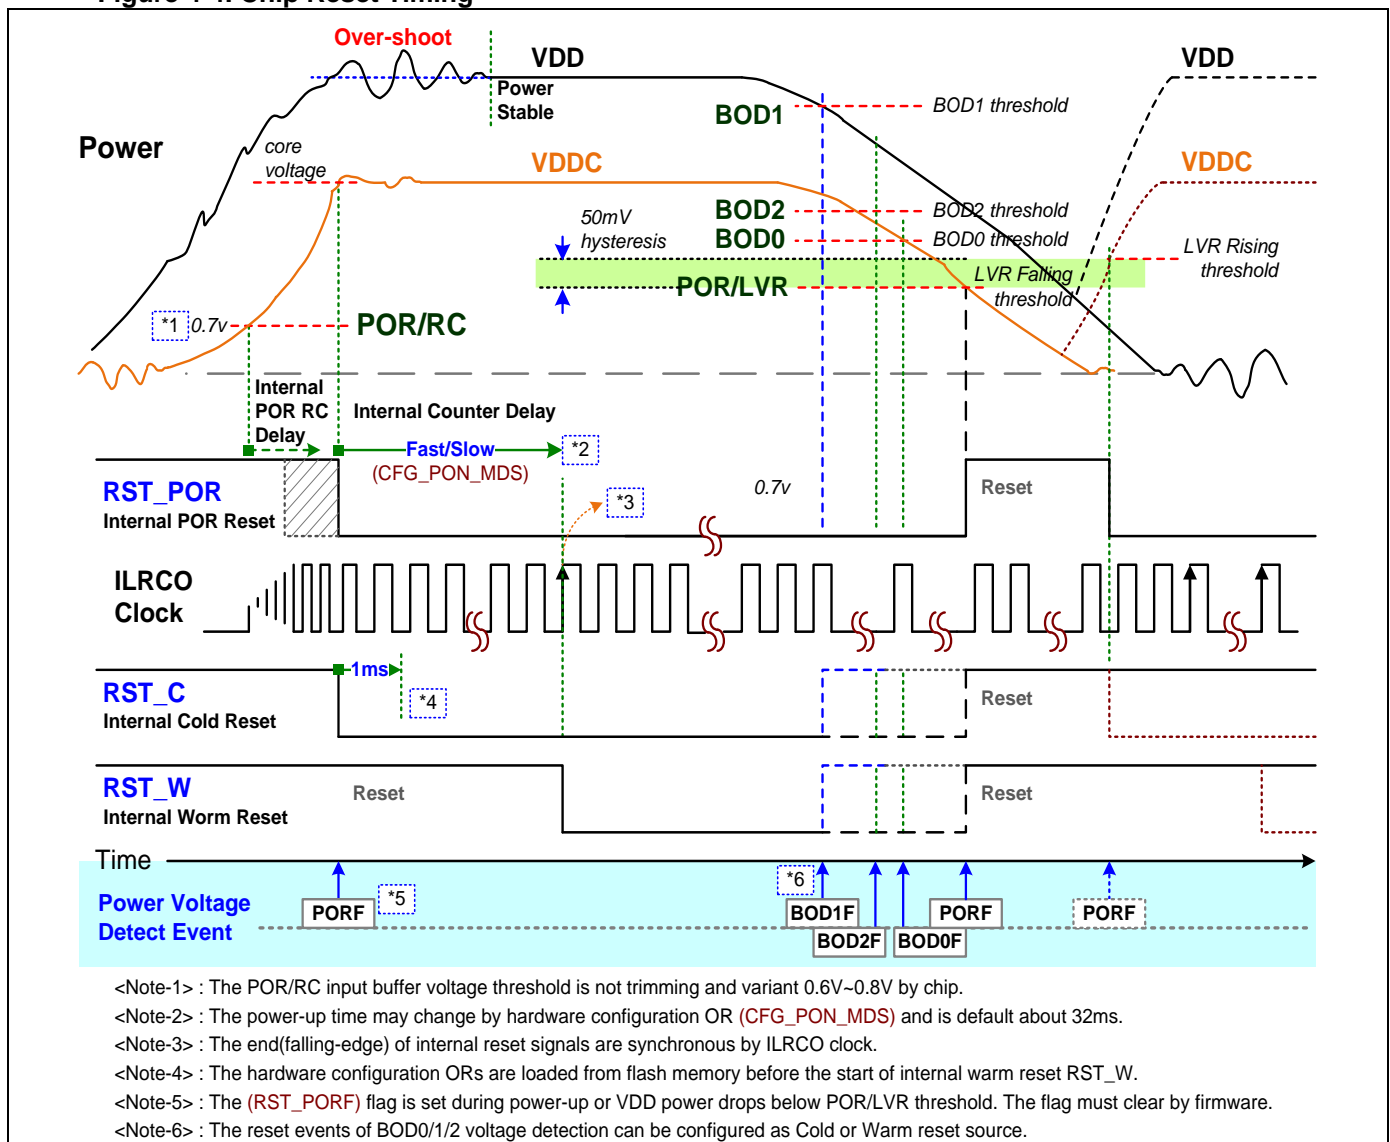 Figure 4-4. Chip Reset Timing
Over-shoot
VDD
VDD
Power
Stable
BOD1
BOD1 threshold
Power
core
voltage
VDDC
VDDC
50mV
hysteresis
BOD2
BOD2 threshold
BOD0
BOD0 threshold
LVR Rising
threshold
POR/LVR
LVR Falling
threshold
*1
0.7v
POR/RC
Internal
POR RC
Delay
Internal Counter Delay
Fast/Slow
*2
(CFG_PON_MDS)
RST_POR
Internal POR Reset
*3
0.7v
Reset
ILRCO
Clock
RST_C
Internal Cold Reset
1ms
*4
Reset
RST_W
Internal Worm Reset
Reset
Reset
Time
Power Voltage
Detect Event
PORF
*5
*6
BOD1F
BOD2F
BOD0F
PORF
PORF
<Note-1> : The POR/RC input buffer voltage threshold is not trimming and variant 0.6V~0.8V by chip.
<Note-2> : The power-up time may change by hardware configuration OR (CFG_PON_MDS) and is default about 32ms.
<Note-3> : The end(falling-edge) of internal reset signals are synchronous by ILRCO clock.
<Note-4> : The hardware configuration ORs are loaded from flash memory before the start of internal warm reset RST_W.
<Note-5> : The (RST_PORF) flag is set during power-up or VDD power drops below POR/LVR threshold. The flag must clear by firmware.
<Note-6> : The reset events of BOD0/1/2 voltage detection can be configured as Cold or Warm reset source.